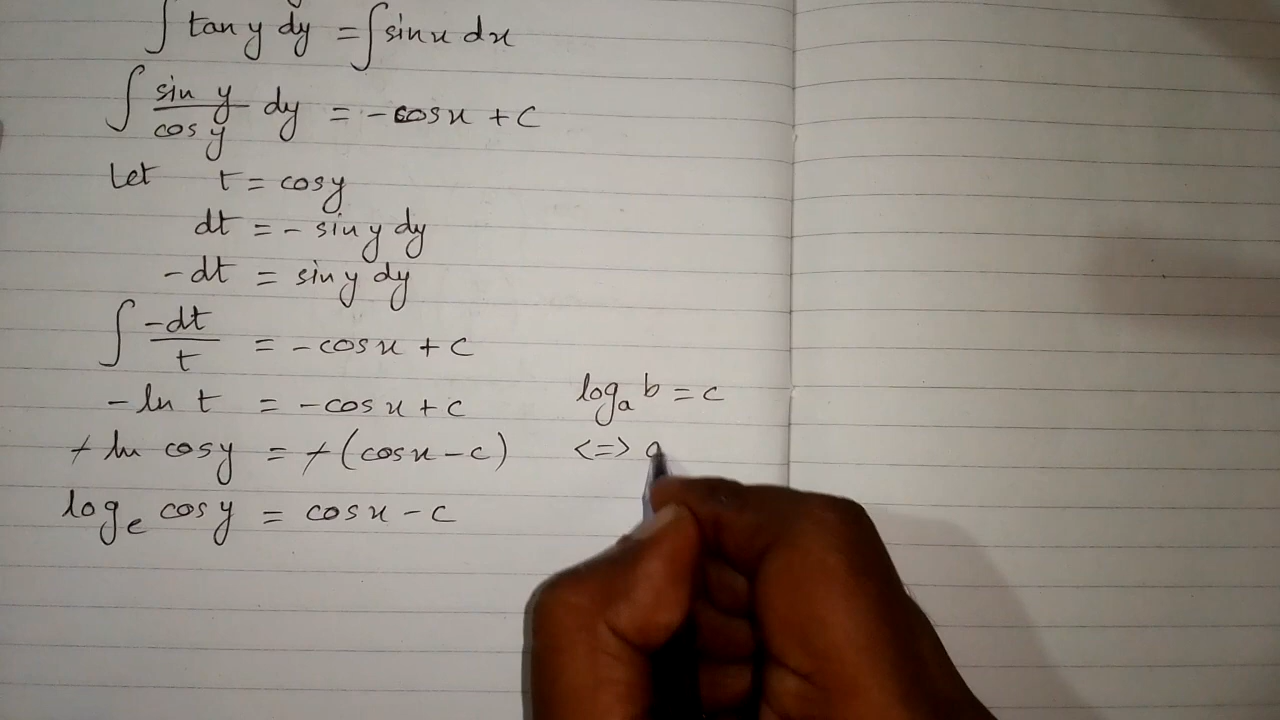 ∫ tan y dy = ∫ sin x dx
∫ sin y / cos y dy = - cos x + c
Let t = cos y
dt = - sin y dy
- dt = sin y dy
∫ -dt / t = - cos x + c
- ln t = - cos x + c
+ ln cos y = + (cos x - c)
log_e cos y = cos x - c
log_a b = c
<=> a